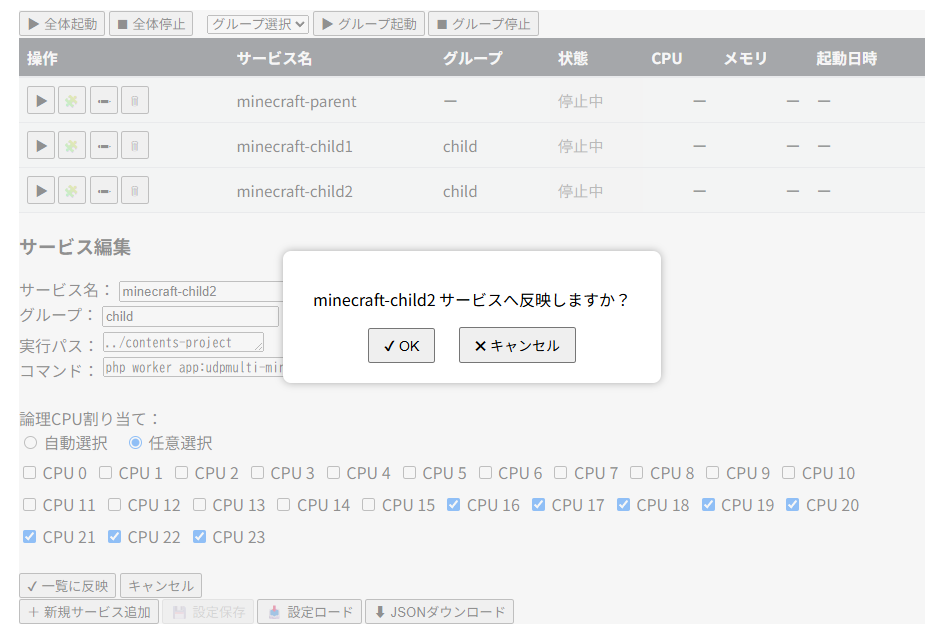 ▶ 全体起動 ■ 全体停止 グループ選択 ▶ グループ起動 ■ グループ停止
操作 サービス名 グループ 状態 CPU メモリ 起動日時
minecraft-parent — 停止中 — — —
minecraft-child1 child 停止中 — — —
minecraft-child2 child 停止中 — — —
サービス編集
サービス名： minecraft-child2
グループ： child
実行パス： ../contents-project
コマンド： php worker app:udpmulti-mir
minecraft-child2 サービスへ反映しますか？
✓ OK ✕ キャンセル
論理CPU割り当て：
自動選択 任意選択
CPU 0 CPU 1 CPU 2 CPU 3 CPU 4 CPU 5 CPU 6 CPU 7 CPU 8 CPU 9 CPU 10
CPU 11 CPU 12 CPU 13 CPU 14 CPU 15 CPU 16 CPU 17 CPU 18 CPU 19 CPU 20
CPU 21 CPU 22 CPU 23
✓ 一覧に反映 キャンセル
＋ 新規サービス追加 設定保存 設定ロード ⬇ JSONダウンロード